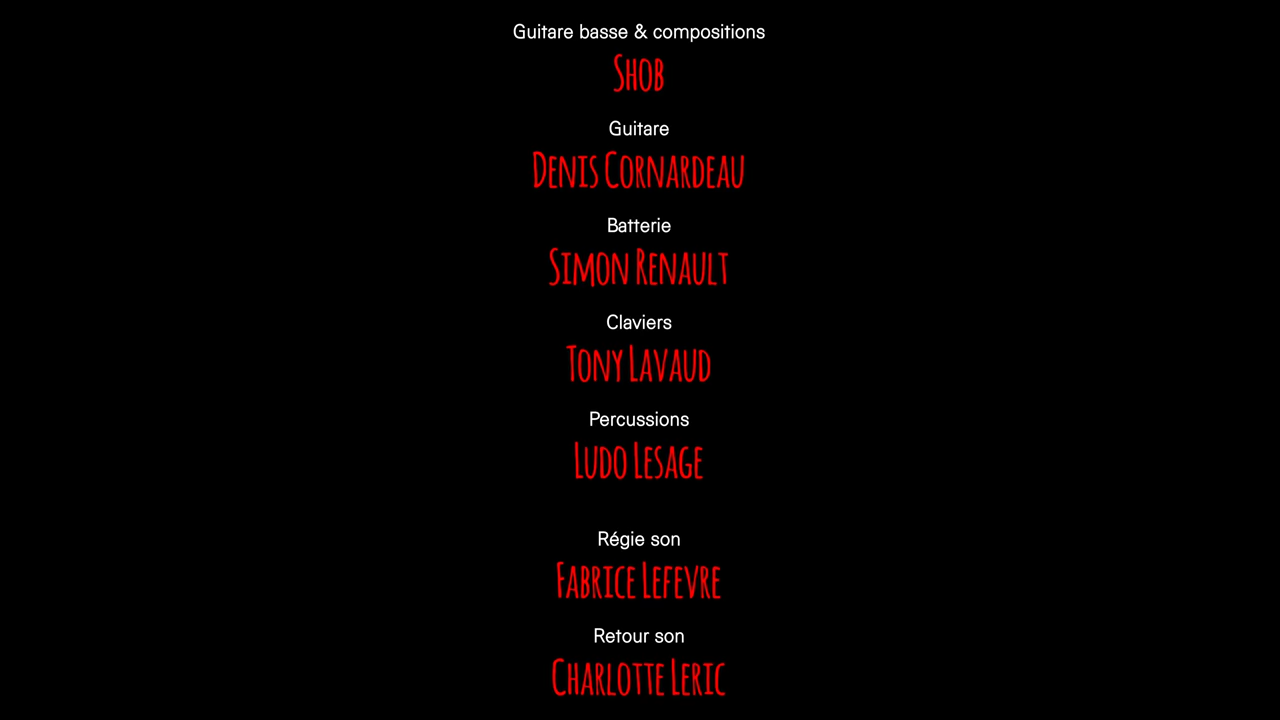 Guitare basse & compositions
Shob
Guitare
Denis Cornardeau
Batterie
Simon Renault
Claviers
Tony Lavaud
Percussions
Ludo Lesage
Régie son
Fabrice Lefevre
Retour son
Charlotte Leric